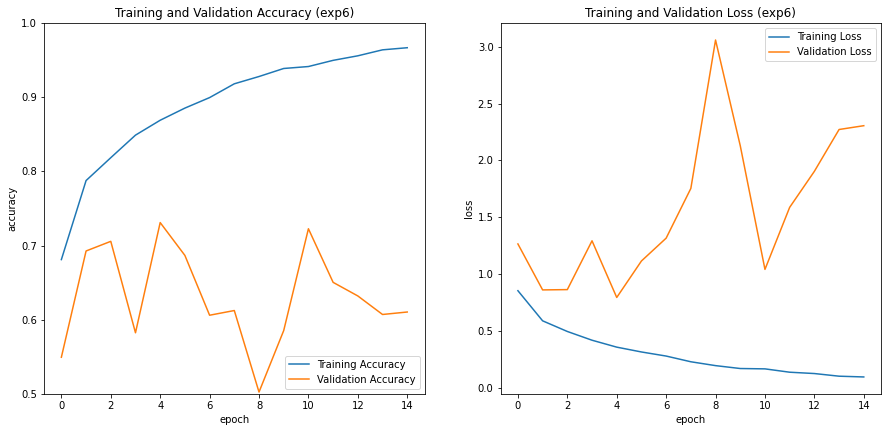 Training and Validation Accuracy (exp6)
1.0
0.9
0.8
0.7
0.6
0.5
accuracy
0 2 4 6 8 10 12 14
epoch
Training Accuracy
Validation Accuracy
Training and Validation Loss (exp6)
3.0
2.5
2.0
1.5
1.0
0.5
0.0
loss
0 2 4 6 8 10 12 14
epoch
Training Loss
Validation Loss